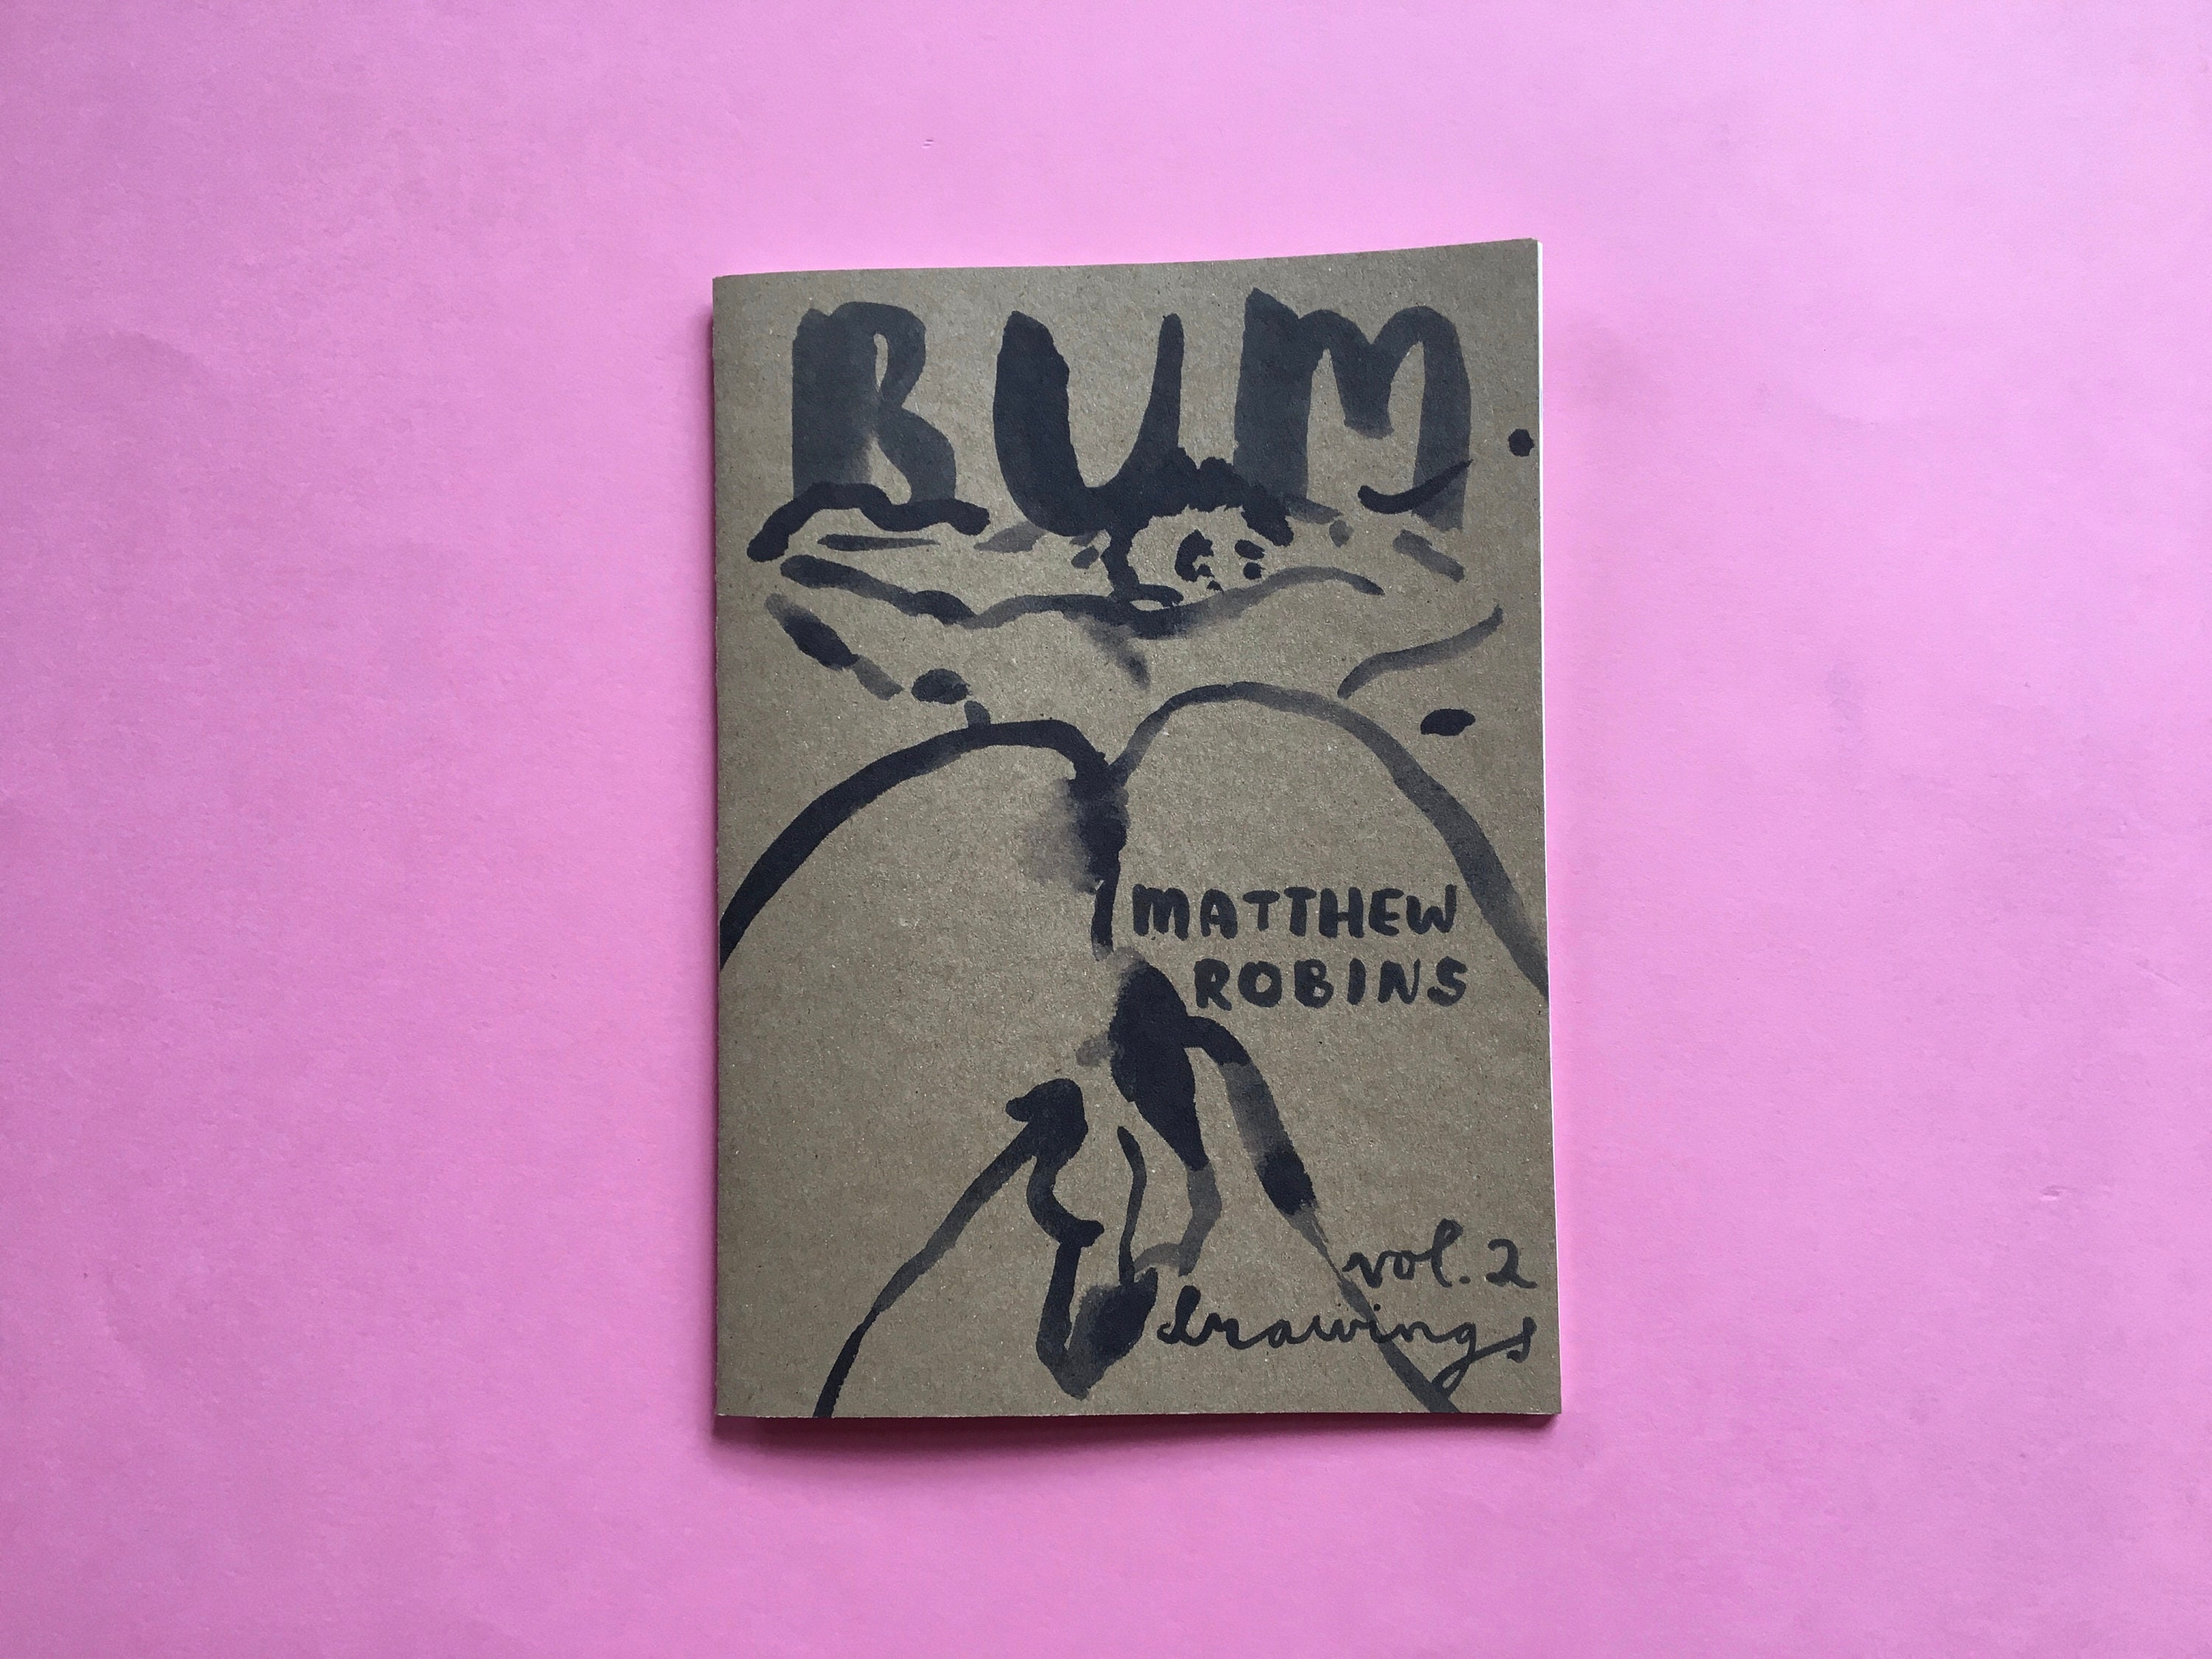 BUM
MATTHEW
ROBINS
vol. 2
drawings